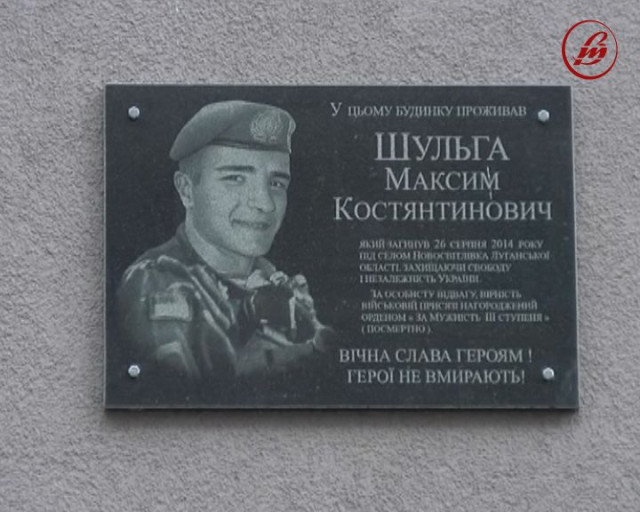 У ЦЬОМУ БУДИНКУ ПРОЖИВАВ
ШУЛЬГА
МАКСИМ
КОСТЯНТИНОВИЧ
ЯКИЙ ЗАГИНУВ 26 СЕРПНЯ 2014 РОКУ
ПІД СЕЛОМ НОВОСВІТЛІВКА ЛУГАНСЬКОЇ
ОБЛАСТІ, ЗАХИЩАЮЧИ СВОБОДУ
І НЕЗАЛЕЖНІСТЬ УКРАЇНИ.
ЗА ОСОБИСТУ ВІДВАГУ, ВІРНІСТЬ
ВІЙСЬКОВІЙ ПРИСЯЗІ НАГОРОДЖЕНИЙ
ОРДЕНОМ « ЗА МУЖНІСТЬ ІІІ СТУПЕНЯ »
( ПОСМЕРТНО ).
ВІЧНА СЛАВА ГЕРОЯМ !
ГЕРОЇ НЕ ВМИРАЮТЬ!